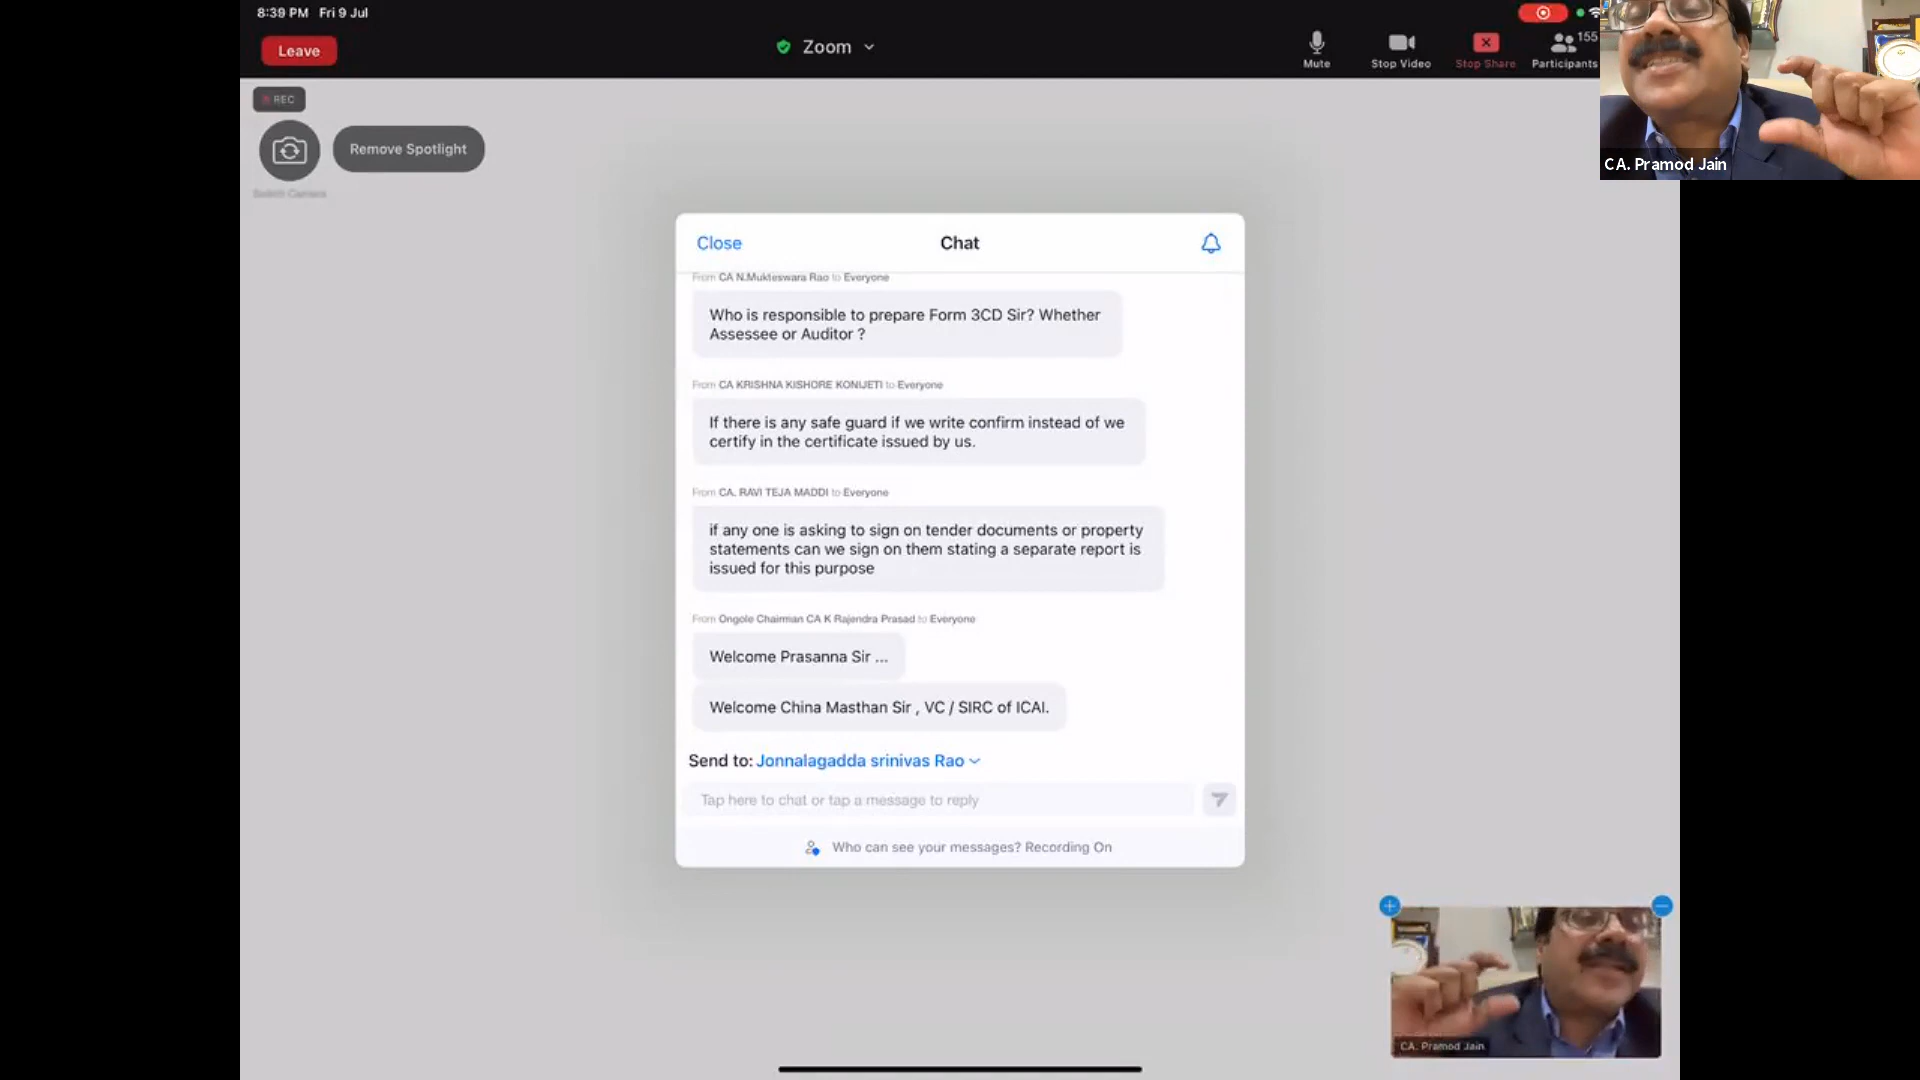 8:39 PM Fri 9 Jul
Leave
Zoom
Mute
Stop Video
Stop Share
155
Participants
CA. Pramod Jain
REC
Remove Spotlight
Switch Camera
Close
Chat
From CA N.Mukteswara Rao to Everyone
Who is responsible to prepare Form 3CD Sir? Whether
Assessee or Auditor ?
From CA KRISHNA KISHORE KONIJETI to Everyone
If there is any safe guard if we write confirm instead of we
certify in the certificate issued by us.
From CA. RAVI TEJA MADDI to Everyone
if any one is asking to sign on tender documents or property
statements can we sign on them stating a separate report is
issued for this purpose
From Ongole Chairman CA K Rajendra Prasad to Everyone
Welcome Prasanna Sir ...
Welcome China Masthan Sir , VC / SIRC of ICAI.
Send to: Jonnalagadda srinivas Rao
Tap here to chat or tap a message to reply
Who can see your messages? Recording On
CA. Pramod Jain